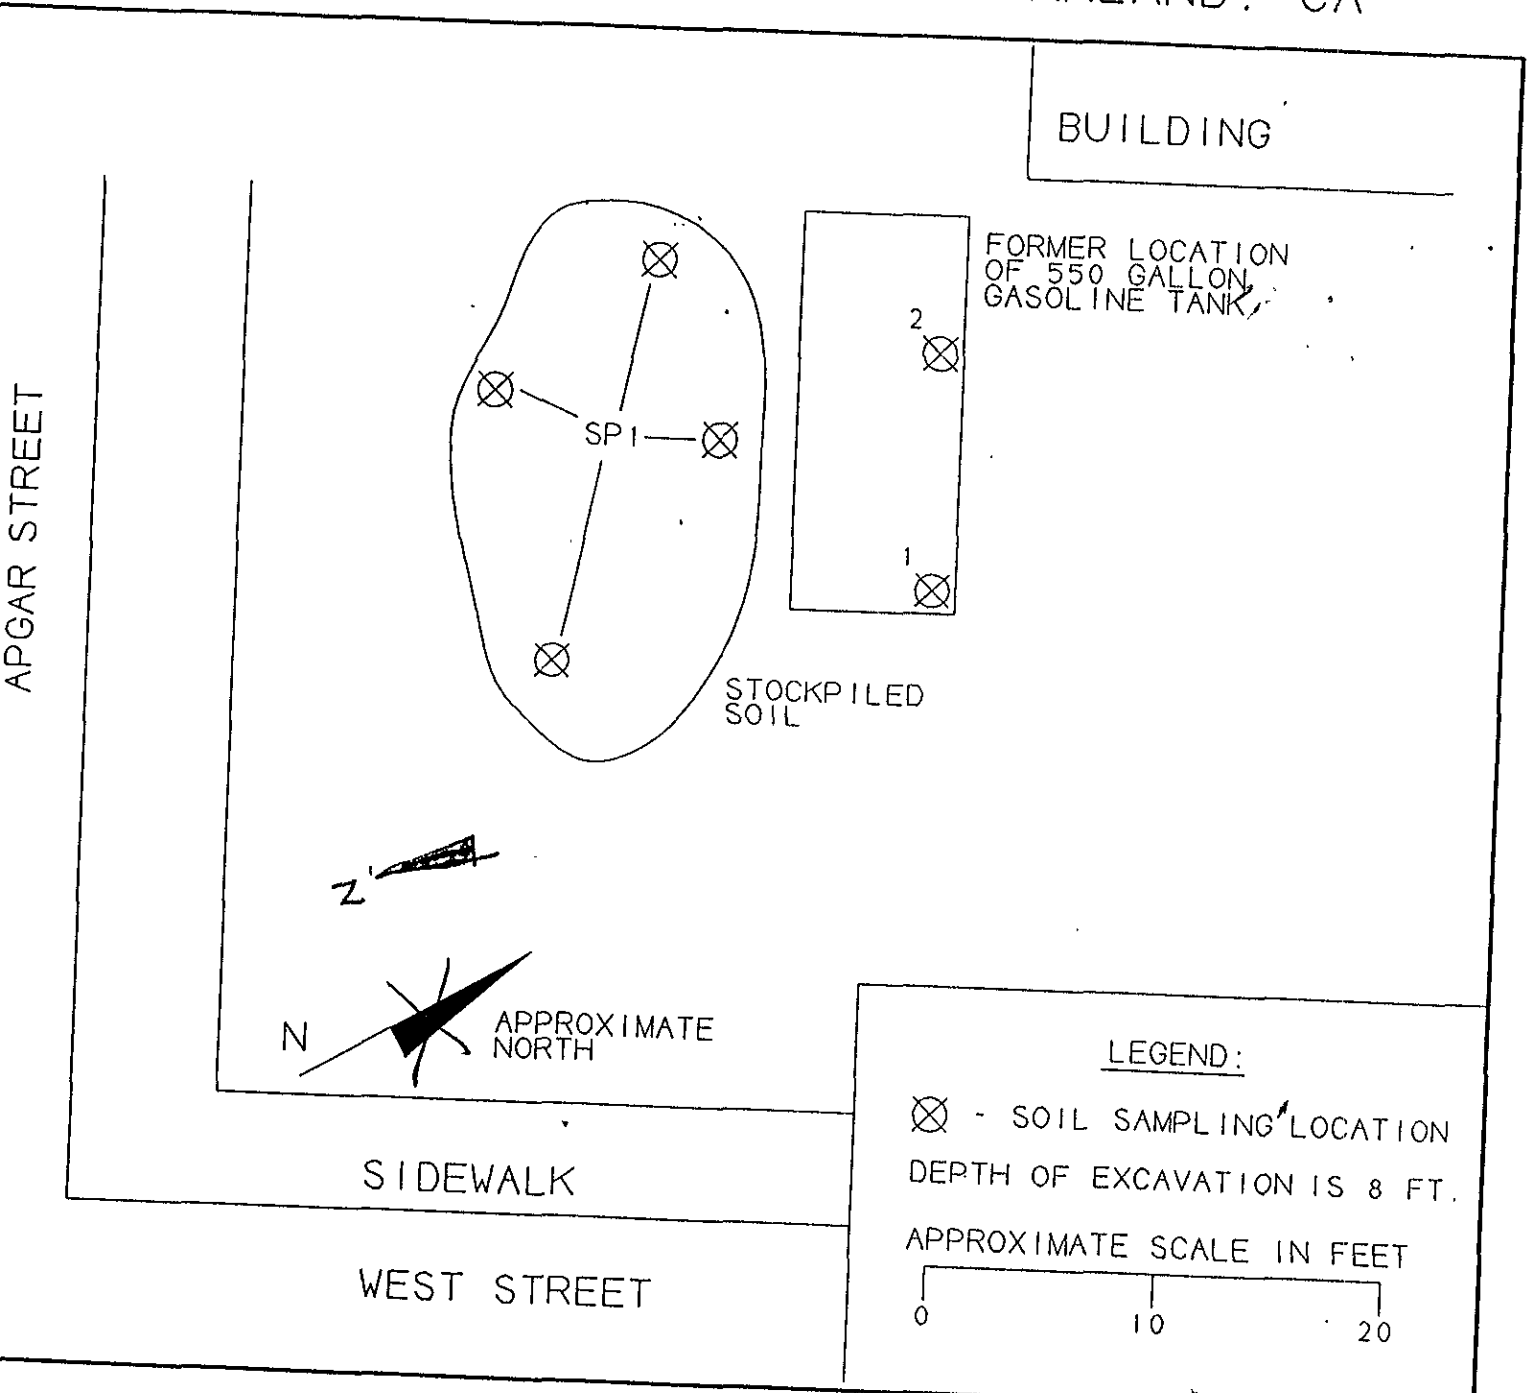 CA
BUILDING
FORMER LOCATION
OF 550 GALLON
GASOLINE TANK
2
SP1
1
APGAR STREET
STOCKPILED
SOIL
N
N
APPROXIMATE
NORTH
SIDEWALK
WEST STREET
LEGEND:
- SOIL SAMPLING LOCATION
DEPTH OF EXCAVATION IS 8 FT.
APPROXIMATE SCALE IN FEET
0 10 20